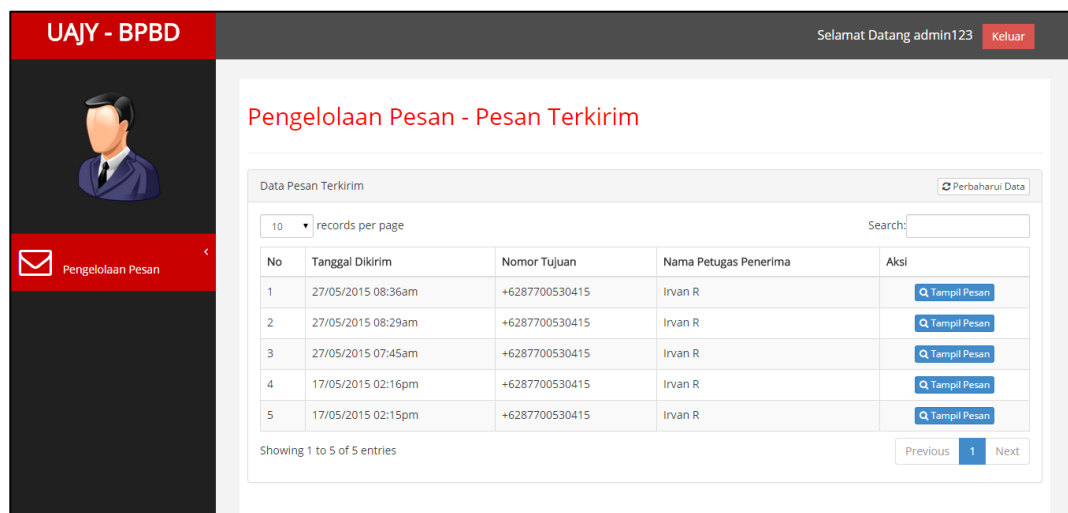 UAJY - BPBD
Selamat Datang admin123 Keluar
Pengelolaan Pesan
Pengelolaan Pesan - Pesan Terkirim
Data Pesan Terkirim Perbaharui Data
10 records per page Search:
No Tanggal Dikirim Nomor Tujuan Nama Petugas Penerima Aksi
1 27/05/2015 08:36am +6287700530415 Irvan R Tampil Pesan
2 27/05/2015 08:29am +6287700530415 Irvan R Tampil Pesan
3 27/05/2015 07:45am +6287700530415 Irvan R Tampil Pesan
4 17/05/2015 02:16pm +6287700530415 Irvan R Tampil Pesan
5 17/05/2015 02:15pm +6287700530415 Irvan R Tampil Pesan
Showing 1 to 5 of 5 entries Previous 1 Next